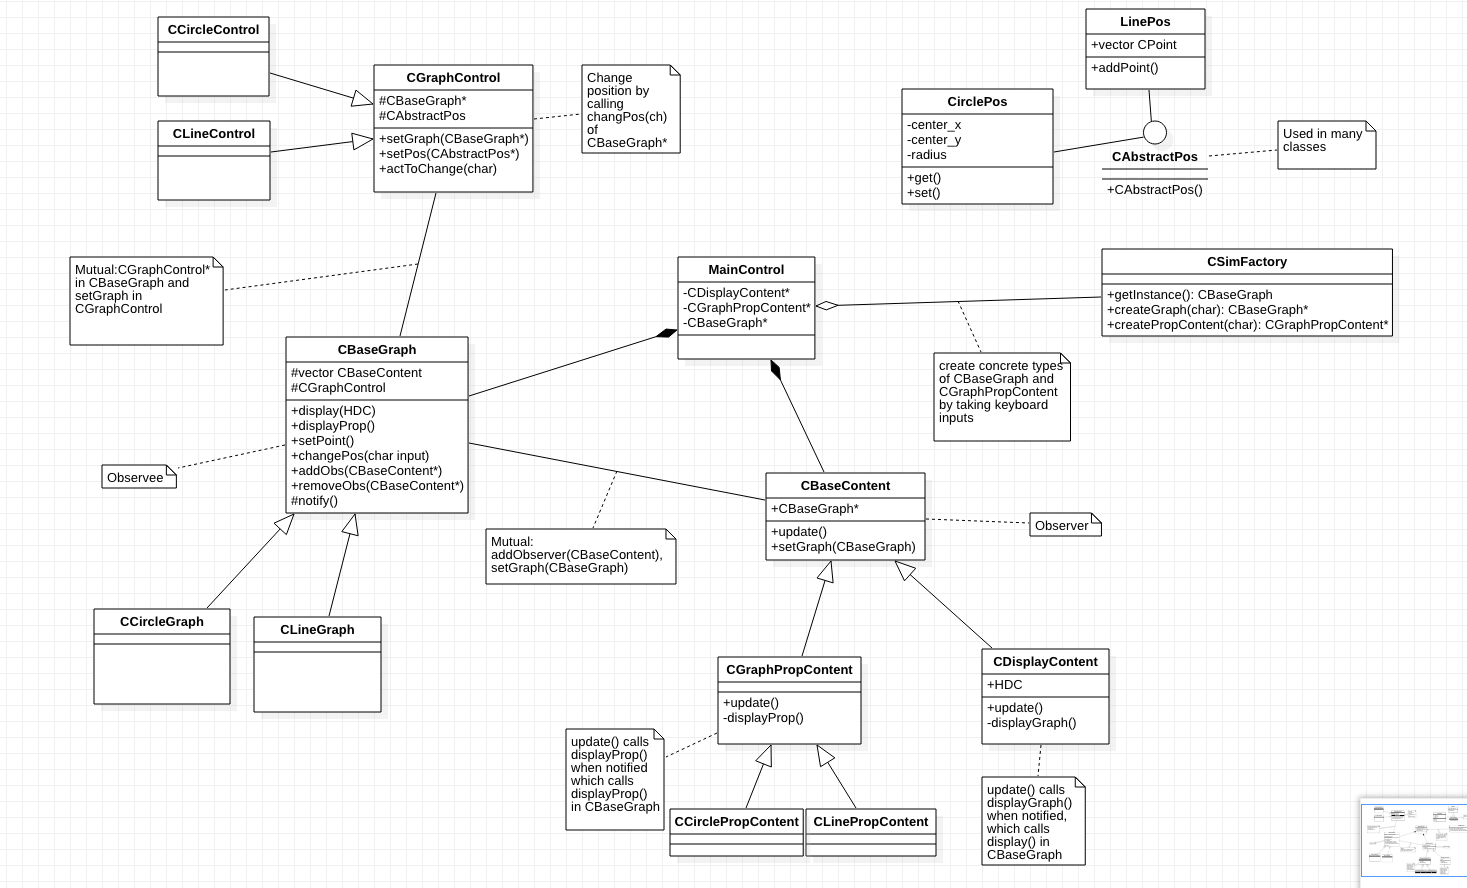 CCircleControl
CLineControl
CGraphControl
#CBaseGraph*
#CAbstractPos
+setGraph(CBaseGraph*)
+setPos(CAbstractPos*)
+actToChange(char)
Change
position by
calling
changPos(ch)
of
CBaseGraph*
LinePos
+vector CPoint
+addPoint()
CirclePos
-center_x
-center_y
-radius
+get()
+set()
CAbstractPos
+CAbstractPos()
Used in many
classes
Mutual:CGraphControl*
in CBaseGraph and
setGraph in
CGraphControl
MainControl
-CDisplayContent*
-CGraphPropContent*
-CBaseGraph*
CSimFactory
+getInstance(): CBaseGraph
+createGraph(char): CBaseGraph*
+createPropContent(char): CGraphPropContent*
create concrete types
of CBaseGraph and
CGraphPropContent
by taking keyboard
inputs
CBaseGraph
#vector CBaseContent
#CGraphControl
+display(HDC)
+displayProp()
+setPoint()
+changePos(char input)
+addObs(CBaseContent*)
+removeObs(CBaseContent*)
#notify()
Observee
Mutual:
addObserver(CBaseContent),
setGraph(CBaseGraph)
CBaseContent
+CBaseGraph*
+update()
+setGraph(CBaseGraph)
Observer
CCircleGraph
CLineGraph
CGraphPropContent
+update()
-displayProp()
CDisplayContent
+HDC
+update()
-displayGraph()
update() calls
displayProp()
when notified
which calls
displayProp()
in CBaseGraph
CCirclePropContent
CLinePropContent
update() calls
displayGraph()
when notified,
which calls
display() in
CBaseGraph